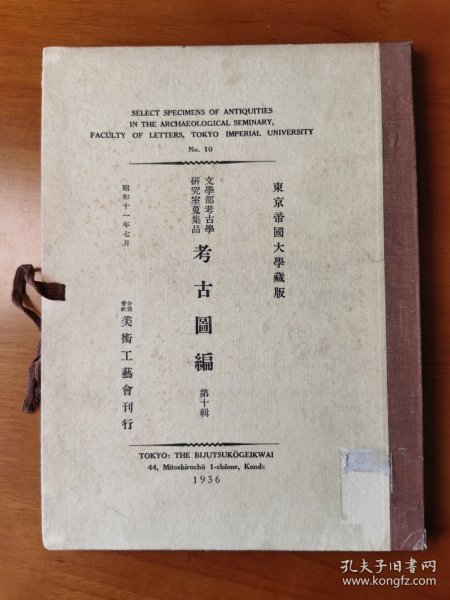 SELECT SPECIMENS OF ANTIQUITIES
IN THE ARCHAEOLOGICAL SEMINARY,
FACULTY OF LETTERS, TOKYO IMPERIAL UNIVERSITY
No. 10
東京帝國大學藏版
文學部考古學
研究室蒐集品
考古圖編
第十輯
昭和十一年七月
合資
會社
美術工藝會刊行
TOKYO: THE BIJUTSUKŌGEIKWAI
44, Mitoshirochō 1-chōme, Kanda
1936
孔夫子旧书网
www.kongfz.com